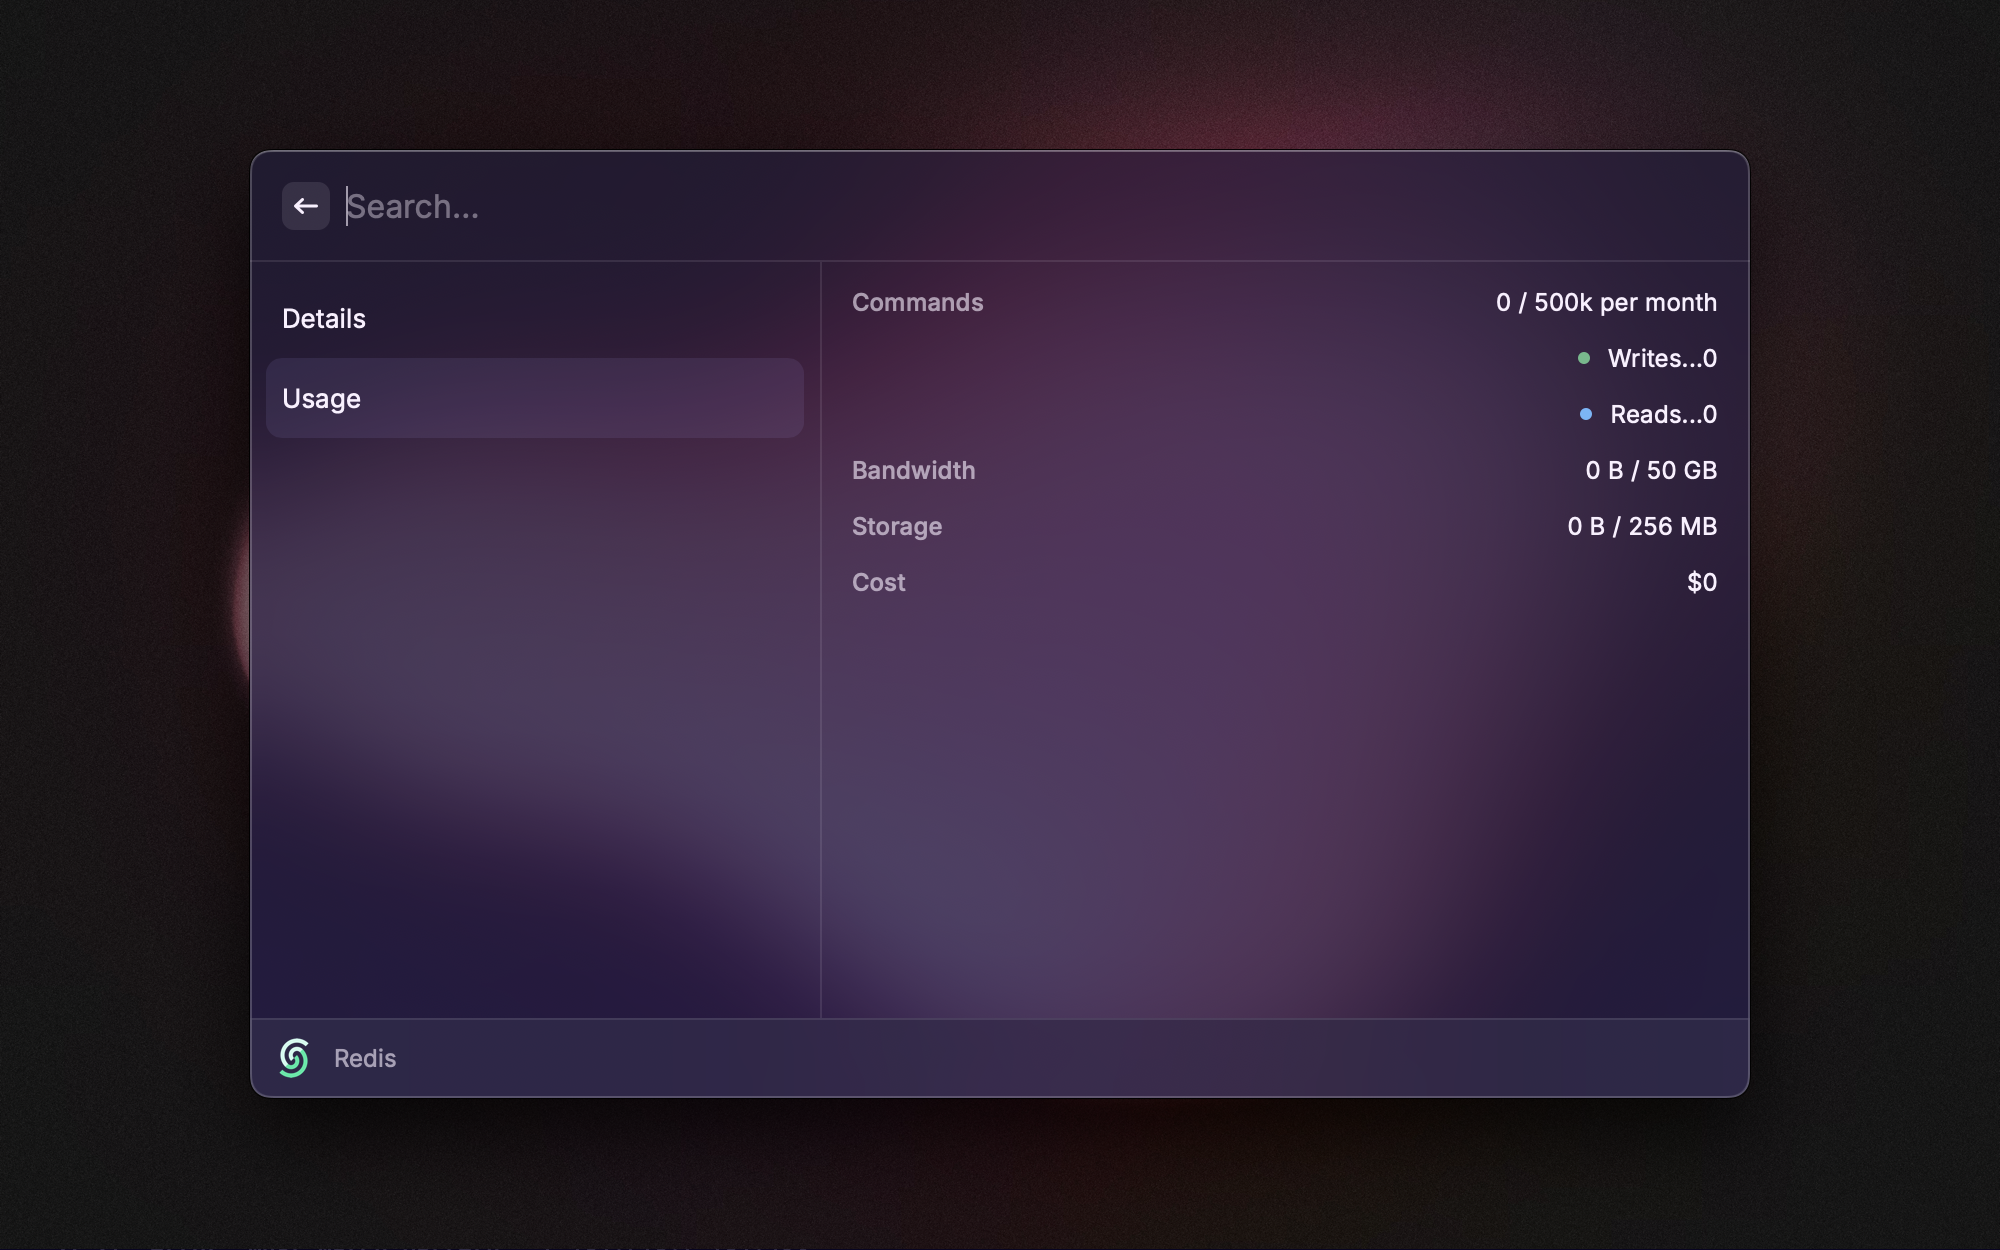 Search...
Details
Usage
Commands 0 / 500k per month
Writes...0
Reads...0
Bandwidth 0 B / 50 GB
Storage 0 B / 256 MB
Cost $0
Redis